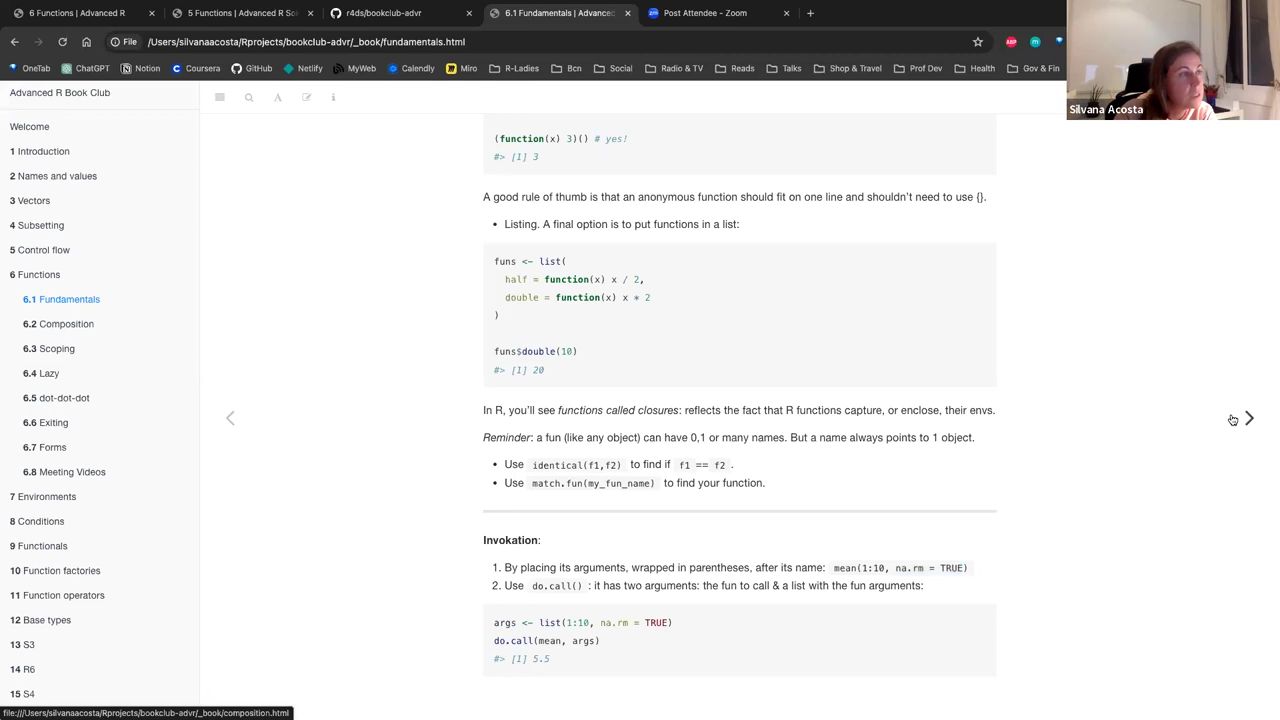 6 Functions | Advanced R
5 Functions | Advanced R So
r4ds/bookclub-advr
6.1 Fundamentals | Advanced
Post Attendee - Zoom
File /Users/silvanaacosta/Rprojects/bookclub-advr/_book/fundamentals.html
OneTab ChatGPT Notion Coursera GitHub Netlify MyWeb Calendly Miro R-Ladies Bcn Social Radio & TV Reads Talks Shop & Travel Prof Dev Health Gov & Fin
Silvana Acosta
Advanced R Book Club
Welcome
1 Introduction
2 Names and values
3 Vectors
4 Subsetting
5 Control flow
6 Functions
6.1 Fundamentals
6.2 Composition
6.3 Scoping
6.4 Lazy
6.5 dot-dot-dot
6.6 Exiting
6.7 Forms
6.8 Meeting Videos
7 Environments
8 Conditions
9 Functionals
10 Function factories
11 Function operators
12 Base types
13 S3
14 R6
15 S4
file:///Users/silvanaacosta/Rprojects/bookclub-advr/_book/composition.html
(function(x) 3)() # yes!
#> [1] 3
A good rule of thumb is that an anonymous function should fit on one line and shouldn't need to use {}.
• Listing. A final option is to put functions in a list:
funs <- list(
half = function(x) x / 2,
double = function(x) x * 2
)
funs$double(10)
#> [1] 20
In R, you'll see functions called closures: reflects the fact that R functions capture, or enclose, their envs.
Reminder: a fun (like any object) can have 0,1 or many names. But a name always points to 1 object.
• Use identical(f1,f2) to find if f1 == f2 .
• Use match.fun(my_fun_name) to find your function.
Invokation:
1. By placing its arguments, wrapped in parentheses, after its name: mean(1:10, na.rm = TRUE)
2. Use do.call() : it has two arguments: the fun to call & a list with the fun arguments:
args <- list(1:10, na.rm = TRUE)
do.call(mean, args)
#> [1] 5.5